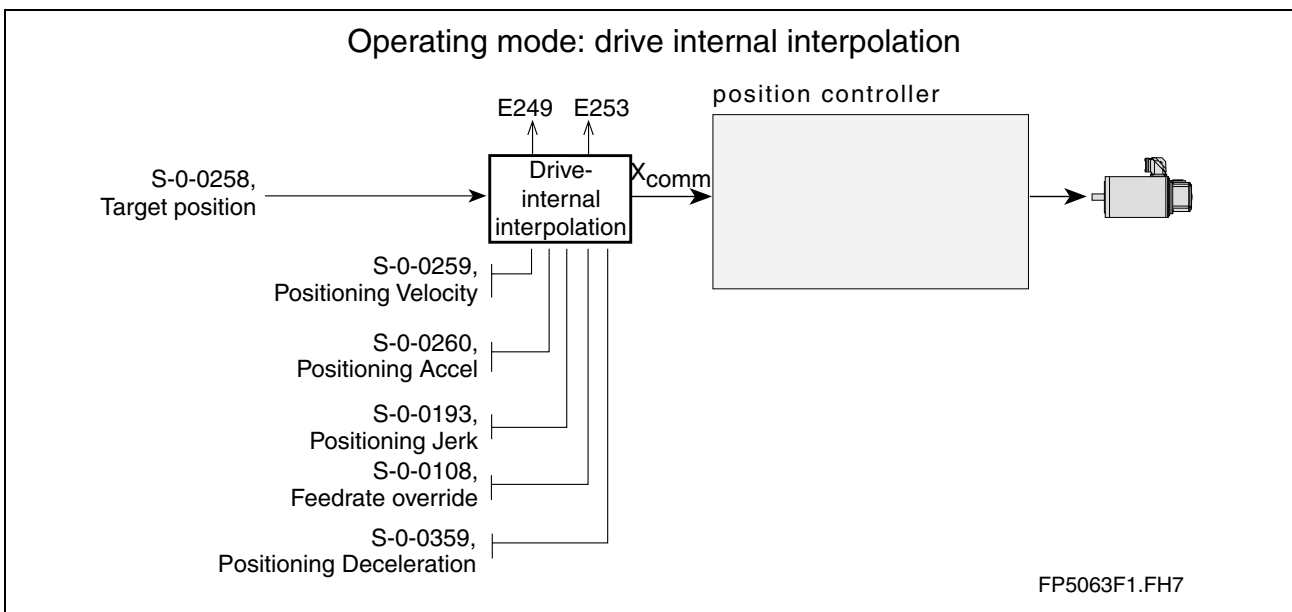 Operating mode: drive internal interpolation
position controller
E249 E253
S-0-0258,
Target position
Drive-
internal
interpolation
Xcomm
S-0-0259,
Positioning Velocity
S-0-0260,
Positioning Accel
S-0-0193,
Positioning Jerk
S-0-0108,
Feedrate override
S-0-0359,
Positioning Deceleration
FP5063F1.FH7